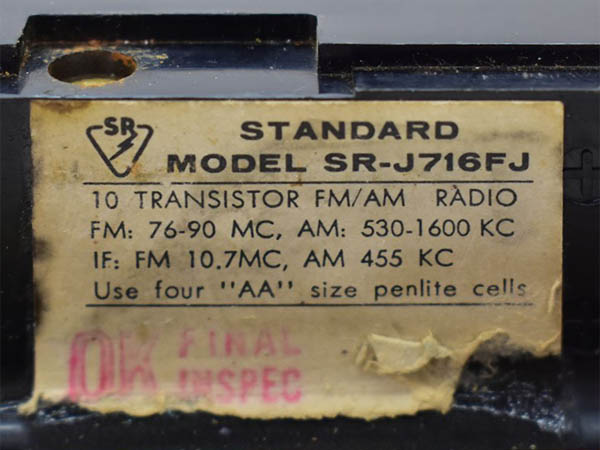 SR
STANDARD
MODEL SR-J716FJ
10 TRANSISTOR FM/AM RADIO
FM: 76-90 MC, AM: 530-1600 KC
IF: FM 10.7MC, AM 455 KC
Use four "AA" size penlite cells
OK FINAL
INSPEC